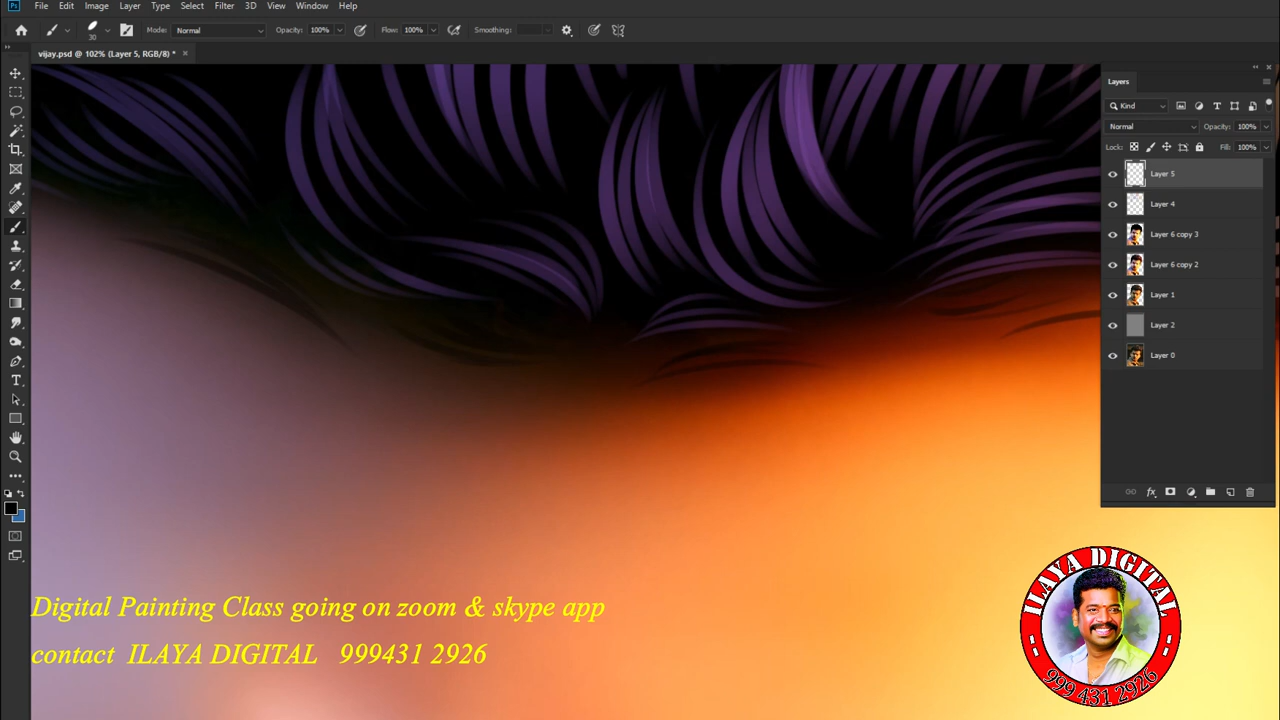 Ps File Edit Image Layer Type Select Filter 3D View Window Help
30 Mode: Normal Opacity: 100% Flow: 100% Smoothing:
vijay.psd @ 102% (Layer 5, RGB/8) * ×
Layers
Kind
Normal Opacity: 100%
Lock: Fill: 100%
Layer 5
Layer 4
Layer 6 copy 3
Layer 6 copy 2
Layer 1
Layer 2
Layer 0
Digital Painting Class going on zoom & skype app
contact ILAYA DIGITAL 999431 2926
ILAYA DIGITAL
999 431 2926